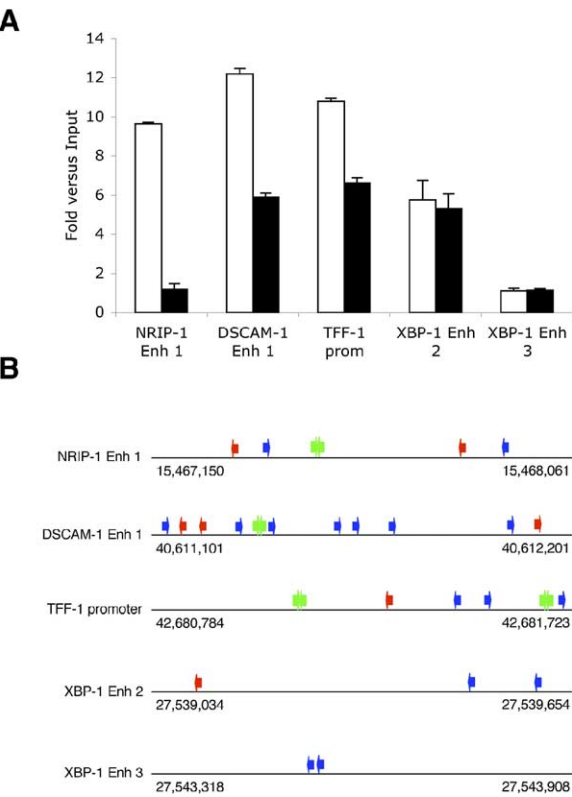 A
14
12
10
8
6
4
2
0
Fold versus Input
NRIP-1 Enh 1
DSCAM-1 Enh 1
TFF-1 prom
XBP-1 Enh 2
XBP-1 Enh 3
B
NRIP-1 Enh 1
15,467,150 15,468,061
DSCAM-1 Enh 1
40,611,101 40,612,201
TFF-1 promoter
42,680,784 42,681,723
XBP-1 Enh 2
27,539,034 27,539,654
XBP-1 Enh 3
27,543,318 27,543,908